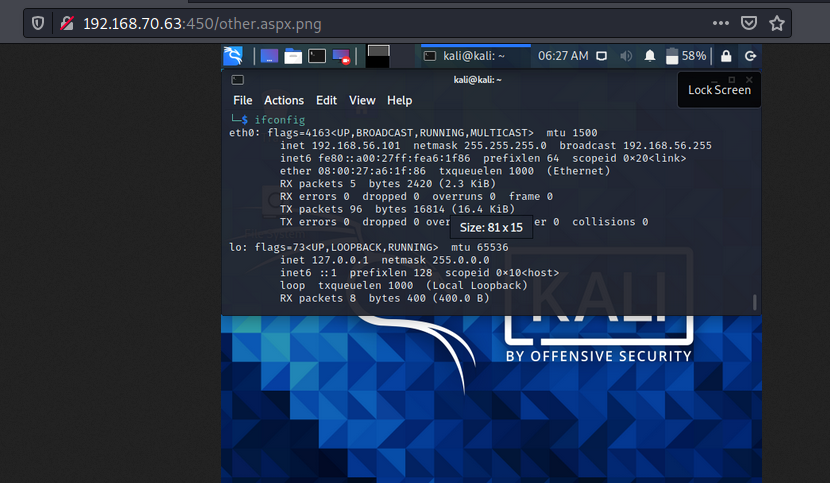 192.168.70.63:450/other.aspx.png
kali@kali: ~ 06:27 AM 58%
kali@kali: ~
Lock Screen
File Actions Edit View Help
└─$ ifconfig
eth0: flags=4163<UP,BROADCAST,RUNNING,MULTICAST> mtu 1500
inet 192.168.56.101 netmask 255.255.255.0 broadcast 192.168.56.255
inet6 fe80::a00:27ff:fea6:1f86 prefixlen 64 scopeid 0×20<link>
ether 08:00:27:a6:1f:86 txqueuelen 1000 (Ethernet)
RX packets 5 bytes 2420 (2.3 KiB)
RX errors 0 dropped 0 overruns 0 frame 0
TX packets 96 bytes 16814 (16.4 KiB)
TX errors 0 dropped 0 0 collisions 0
Size: 81 x 15
lo: flags=73<UP,LOOPBACK,RUNNING> mtu 65536
inet 127.0.0.1 netmask 255.0.0.0
inet6 ::1 prefixlen 128 scopeid 0×10<host>
loop txqueuelen 1000 (Local Loopback)
RX packets 8 bytes 400 (400.0 B)
KALI
BY OFFENSIVE SECURITY